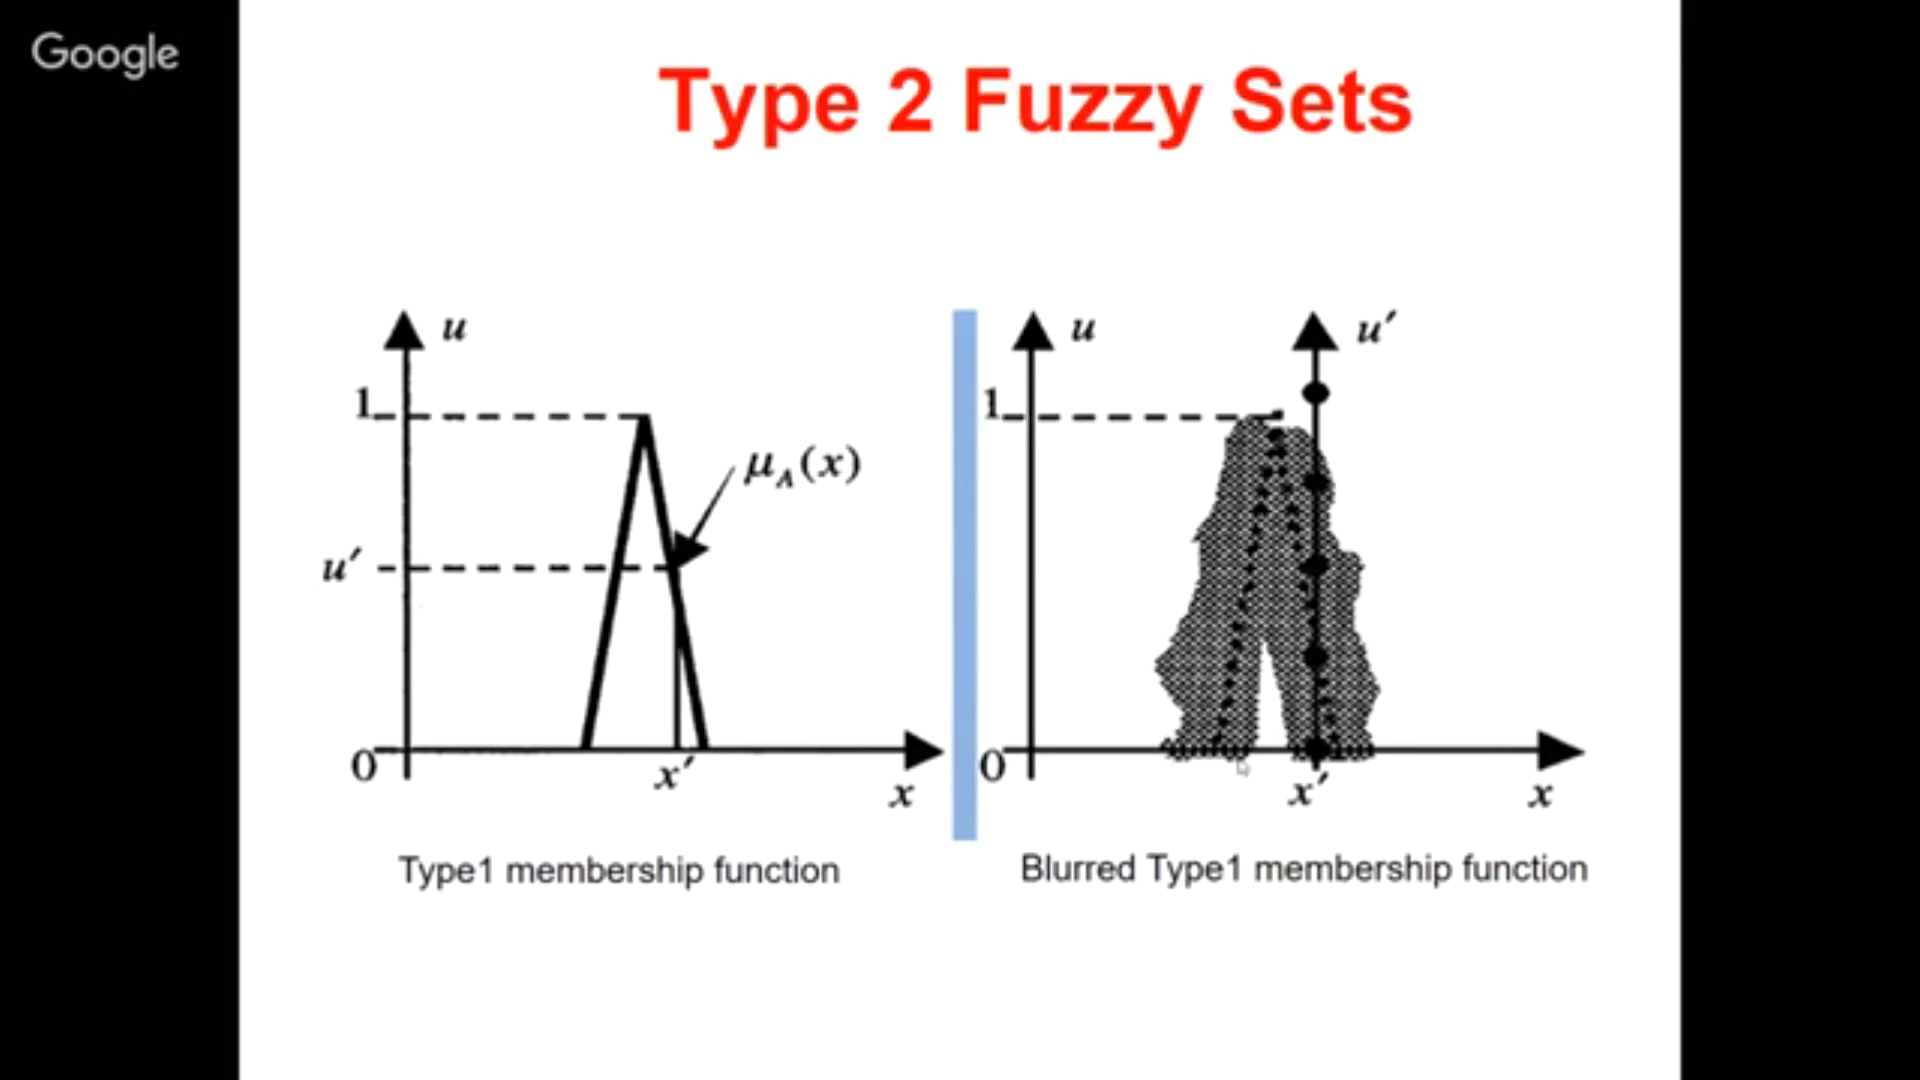 Google
Type 2 Fuzzy Sets
u
1
μA(x)
u′
0
x′
x
Type1 membership function
u
u′
1
0
x′
x
Blurred Type1 membership function